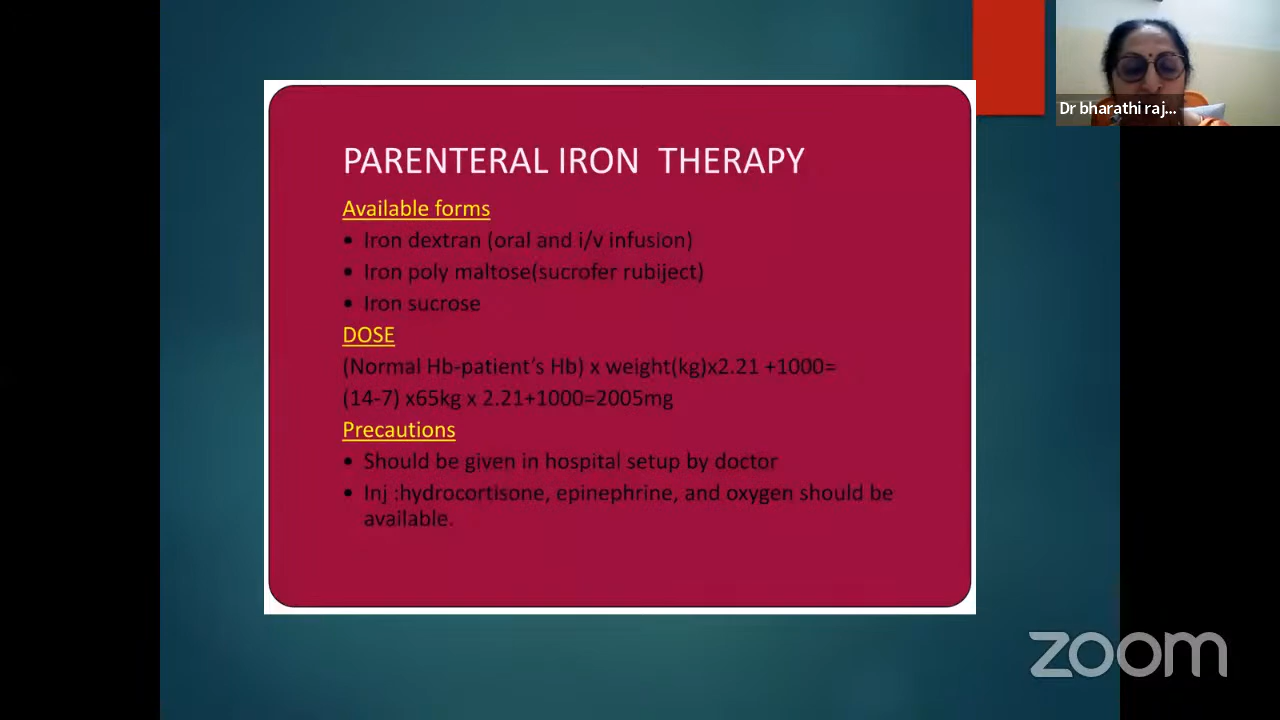 PARENTERAL IRON THERAPY
Available forms
• Iron dextran (oral and i/v infusion)
• Iron poly maltose(sucrofer rubiject)
• Iron sucrose
DOSE
(Normal Hb-patient's Hb) x weight(kg)x2.21 +1000=
(14-7) x65kg x 2.21+1000=2005mg
Precautions
• Should be given in hospital setup by doctor
• Inj :hydrocortisone, epinephrine, and oxygen should be
available.
Dr bharathi raj...
zoom